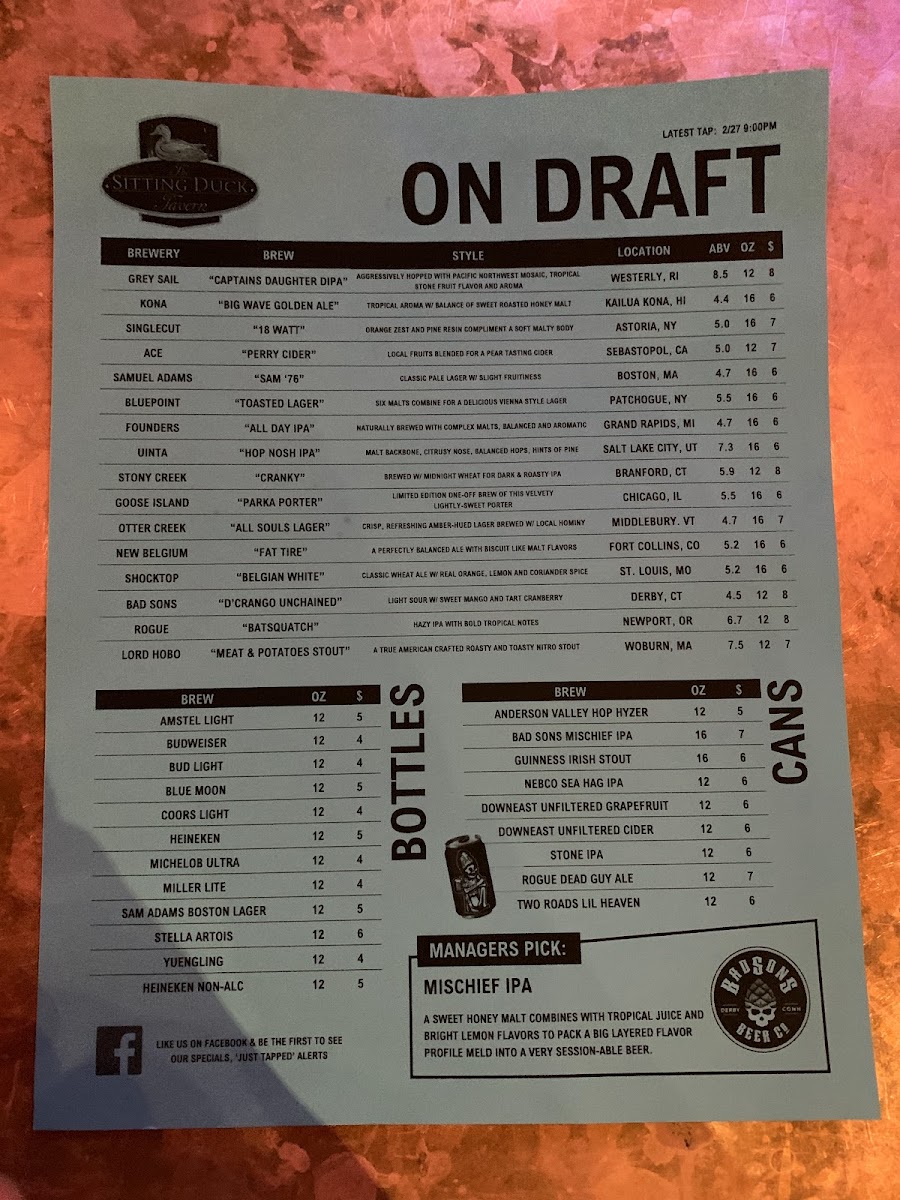 LATEST TAP: 2/27 9:00PM
The
SITTING DUCK
Tavern
ON DRAFT
BREWERY BREW STYLE LOCATION ABV OZ $
GREY SAIL "CAPTAINS DAUGHTER DIPA" AGGRESSIVELY HOPPED WITH PACIFIC NORTHWEST MOSAIC, TROPICAL STONE FRUIT FLAVOR AND AROMA WESTERLY, RI 8.5 12 8
KONA "BIG WAVE GOLDEN ALE" TROPICAL AROMA W/ BALANCE OF SWEET ROASTED HONEY MALT KAILUA KONA, HI 4.4 16 6
SINGLECUT "18 WATT" ORANGE ZEST AND PINE RESIN COMPLIMENT A SOFT MALTY BODY ASTORIA, NY 5.0 16 7
ACE "PERRY CIDER" LOCAL FRUITS BLENDED FOR A PEAR TASTING CIDER SEBASTOPOL, CA 5.0 12 7
SAMUEL ADAMS "SAM '76" CLASSIC PALE LAGER W/ SLIGHT FRUITINESS BOSTON, MA 4.7 16 6
BLUEPOINT "TOASTED LAGER" SIX MALTS COMBINE FOR A DELICIOUS VIENNA STYLE LAGER PATCHOGUE, NY 5.5 16 6
FOUNDERS "ALL DAY IPA" NATURALLY BREWED WITH COMPLEX MALTS, BALANCED AND AROMATIC GRAND RAPIDS, MI 4.7 16 6
UINTA "HOP NOSH IPA" MALT BACKBONE, CITRUSY NOSE, BALANCED HOPS, HINTS OF PINE SALT LAKE CITY, UT 7.3 16 6
STONY CREEK "CRANKY" BREWED W/ MIDNIGHT WHEAT FOR DARK & ROASTY IPA BRANFORD, CT 5.9 12 8
GOOSE ISLAND "PARKA PORTER" LIMITED EDITION ONE-OFF BREW OF THIS VELVETY LIGHTLY-SWEET PORTER CHICAGO, IL 5.5 16 6
OTTER CREEK "ALL SOULS LAGER" CRISP, REFRESHING AMBER-HUED LAGER BREWED W/ LOCAL HOMINY MIDDLEBURY. VT 4.7 16 7
NEW BELGIUM "FAT TIRE" A PERFECTLY BALANCED ALE WITH BISCUIT LIKE MALT FLAVORS FORT COLLINS, CO 5.2 16 6
SHOCKTOP "BELGIAN WHITE" CLASSIC WHEAT ALE W/ REAL ORANGE, LEMON AND CORIANDER SPICE ST. LOUIS, MO 5.2 16 6
BAD SONS "D'CRANGO UNCHAINED" LIGHT SOUR W/ SWEET MANGO AND TART CRANBERRY DERBY, CT 4.5 12 8
ROGUE "BATSQUATCH" HAZY IPA WITH BOLD TROPICAL NOTES NEWPORT, OR 6.7 12 8
LORD HOBO "MEAT & POTATOES STOUT" A TRUE AMERICAN CRAFTED ROASTY AND TOASTY NITRO STOUT WOBURN, MA 7.5 12 7
BOTTLES
BREW OZ $
AMSTEL LIGHT 12 5
BUDWEISER 12 4
BUD LIGHT 12 4
BLUE MOON 12 5
COORS LIGHT 12 4
HEINEKEN 12 5
MICHELOB ULTRA 12 4
MILLER LITE 12 4
SAM ADAMS BOSTON LAGER 12 5
STELLA ARTOIS 12 6
YUENGLING 12 4
HEINEKEN NON-ALC 12 5
CANS
BREW OZ $
ANDERSON VALLEY HOP HYZER 12 5
BAD SONS MISCHIEF IPA 16 7
GUINNESS IRISH STOUT 16 6
NEBCO SEA HAG IPA 12 6
DOWNEAST UNFILTERED GRAPEFRUIT 12 6
DOWNEAST UNFILTERED CIDER 12 6
STONE IPA 12 6
ROGUE DEAD GUY ALE 12 7
TWO ROADS LIL HEAVEN 12 6
MANAGERS PICK:
MISCHIEF IPA
A SWEET HONEY MALT COMBINES WITH TROPICAL JUICE AND
BRIGHT LEMON FLAVORS TO PACK A BIG LAYERED FLAVOR
PROFILE MELD INTO A VERY SESSION-ABLE BEER.
BADSONS
DERBY CONN
BEER CO
f
LIKE US ON FACEBOOK & BE THE FIRST TO SEE
OUR SPECIALS, 'JUST TAPPED' ALERTS